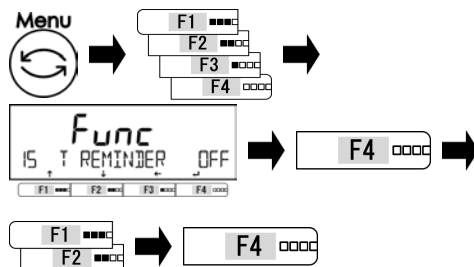 Menu
F1
F2
F3
F4
Func
15 T REMINDER OFF
F1 F2 F3 F4
F4
F1
F2
F4